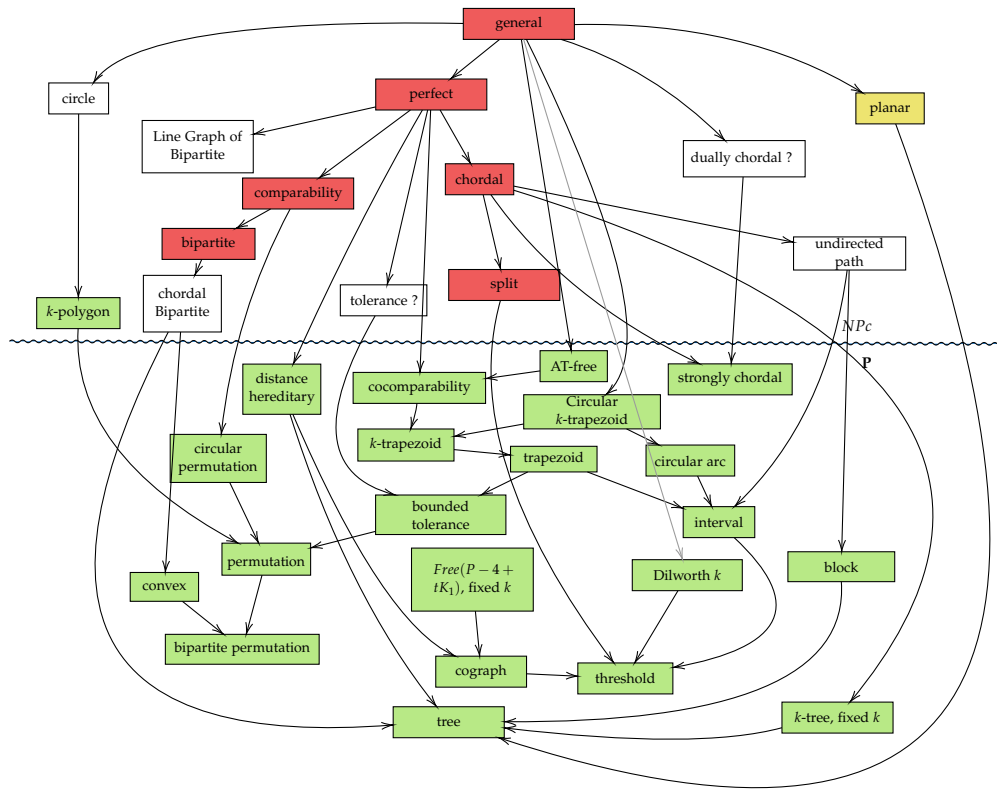 general
perfect
circle
planar
Line Graph of
Bipartite
dually chordal ?
chordal
comparability
bipartite
undirected
path
chordal
Bipartite
split
tolerance ?
k-polygon
NPc
P
AT-free
distance
hereditary
cocomparability
strongly chordal
Circular
k-trapezoid
k-trapezoid
circular
permutation
trapezoid
circular arc
bounded
tolerance
interval
permutation
Free(P − 4 +
tK₁), fixed k
Dilworth k
block
convex
bipartite permutation
cograph
threshold
tree
k-tree, fixed k